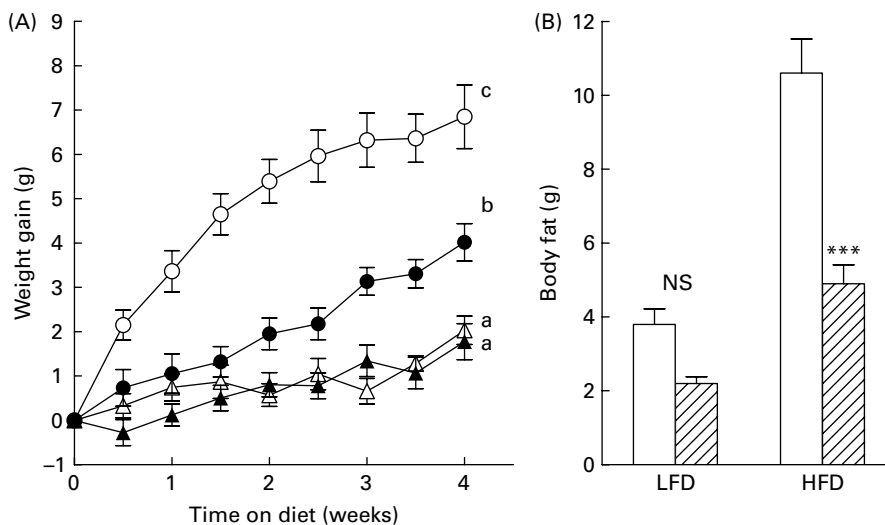 (A)
9
8
7
6
5
4
3
2
1
0
–1
Weight gain (g)
c
b
a
a
0
1
2
3
4
Time on diet (weeks)
(B)
12
10
8
6
4
2
0
Body fat (g)
NS
***
LFD
HFD